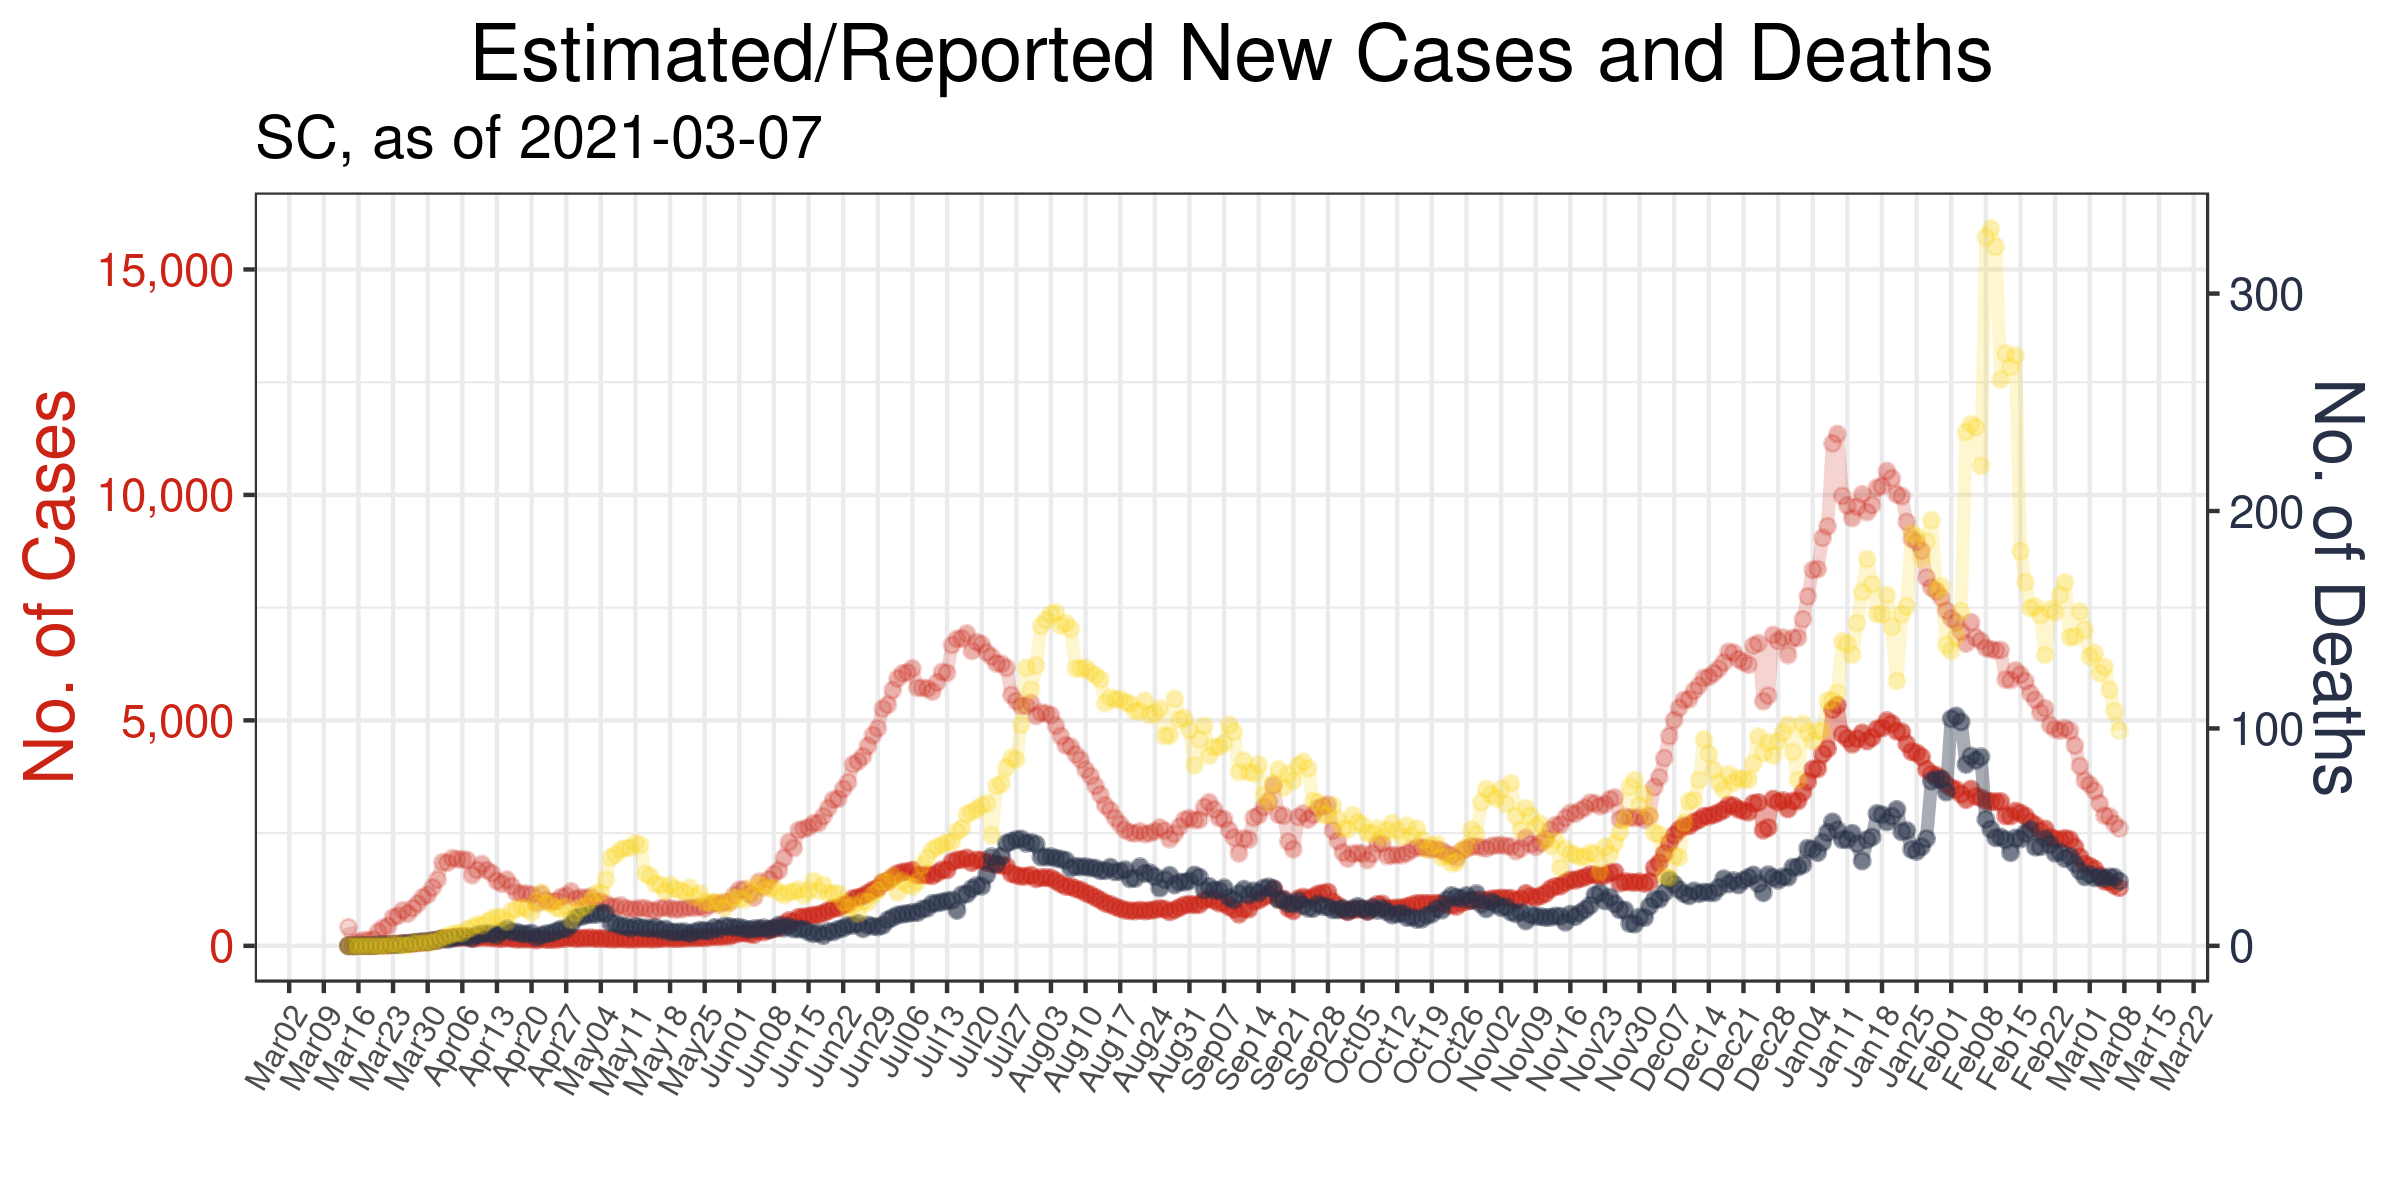 Estimated/Reported New Cases and Deaths
SC, as of 2021-03-07
No. of Cases
15,000
10,000
5,000
0
300
200
100
0
No. of Deaths
Mar02
Mar09
Mar16
Mar23
Mar30
Apr06
Apr13
Apr20
Apr27
May04
May11
May18
May25
Jun01
Jun08
Jun15
Jun22
Jun29
Jul06
Jul13
Jul20
Jul27
Aug03
Aug10
Aug17
Aug24
Aug31
Sep07
Sep14
Sep21
Sep28
Oct05
Oct12
Oct19
Oct26
Nov02
Nov09
Nov16
Nov23
Nov30
Dec07
Dec14
Dec21
Dec28
Jan04
Jan11
Jan18
Jan25
Feb01
Feb08
Feb15
Feb22
Mar01
Mar08
Mar15
Mar22